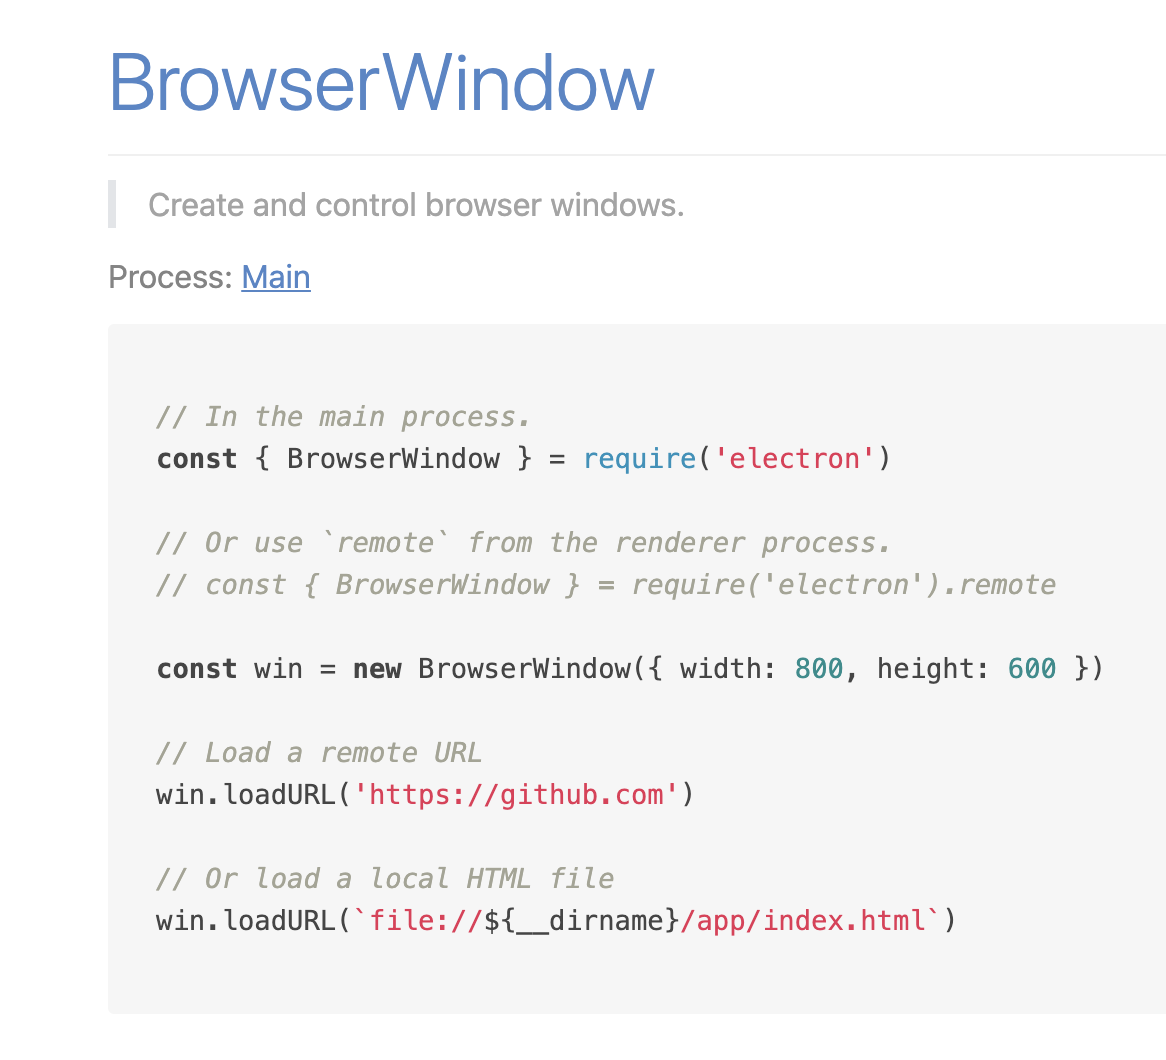 BrowserWindow
Create and control browser windows.
Process: Main
// In the main process.
const { BrowserWindow } = require('electron')
// Or use `remote` from the renderer process.
// const { BrowserWindow } = require('electron').remote
const win = new BrowserWindow({ width: 800, height: 600 })
// Load a remote URL
win.loadURL('https://github.com')
// Or load a local HTML file
win.loadURL(`file://${__dirname}/app/index.html`)